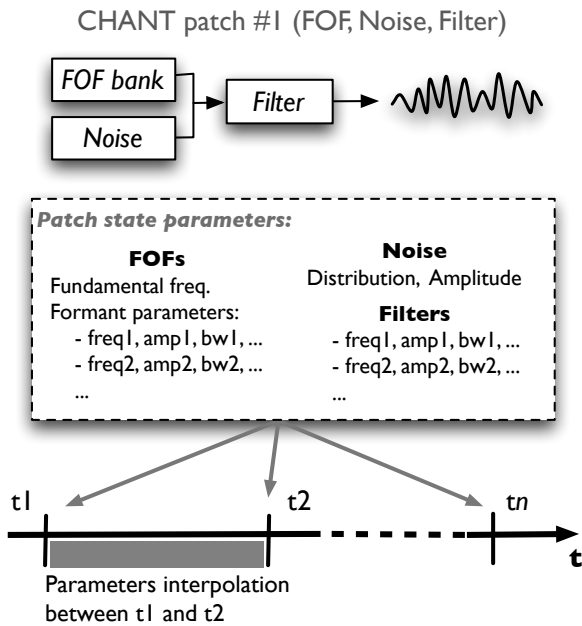 CHANT patch #1 (FOF, Noise, Filter)
FOF bank
Noise
Filter
Patch state parameters:
FOFs
Fundamental freq.
Formant parameters:
- freq1, amp1, bw1, ...
- freq2, amp2, bw2, ...
...
Noise
Distribution, Amplitude
Filters
- freq1, amp1, bw1, ...
- freq2, amp2, bw2, ...
...
t1
t2
tn
t
Parameters interpolation
between t1 and t2